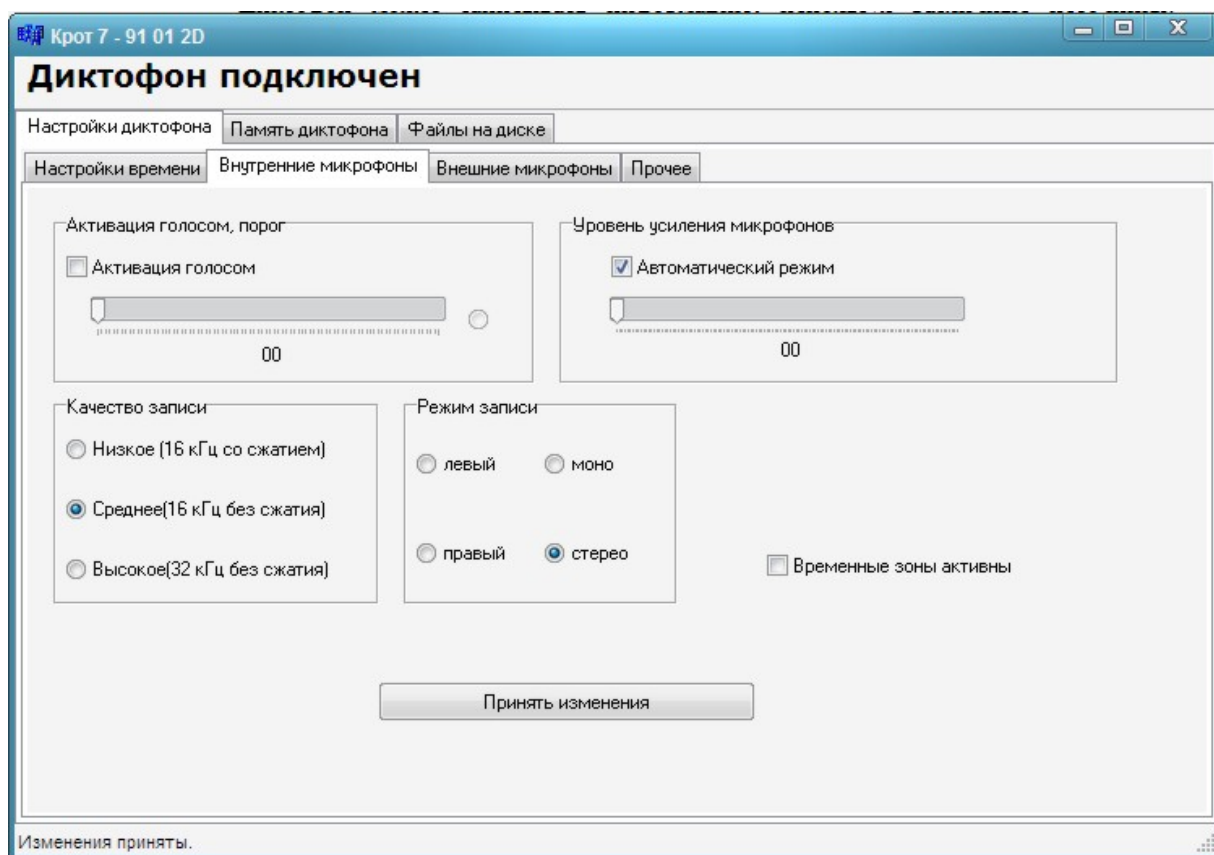 Крот 7 - 91 01 2D
Диктофон подключен
Настройки диктофона Память диктофона Файлы на диске
Настройки времени Внутренние микрофоны Внешние микрофоны Прочее
Активация голосом, порог Уровень усиления микрофонов
Активация голосом Автоматический режим
00 00
Качество записи Режим записи
Низкое (16 кГц со сжатием)
левый моно
Среднее(16 кГц без сжатия)
правый стерео
Временные зоны активны
Высокое(32 кГц без сжатия)
Принять изменения
Изменения приняты.